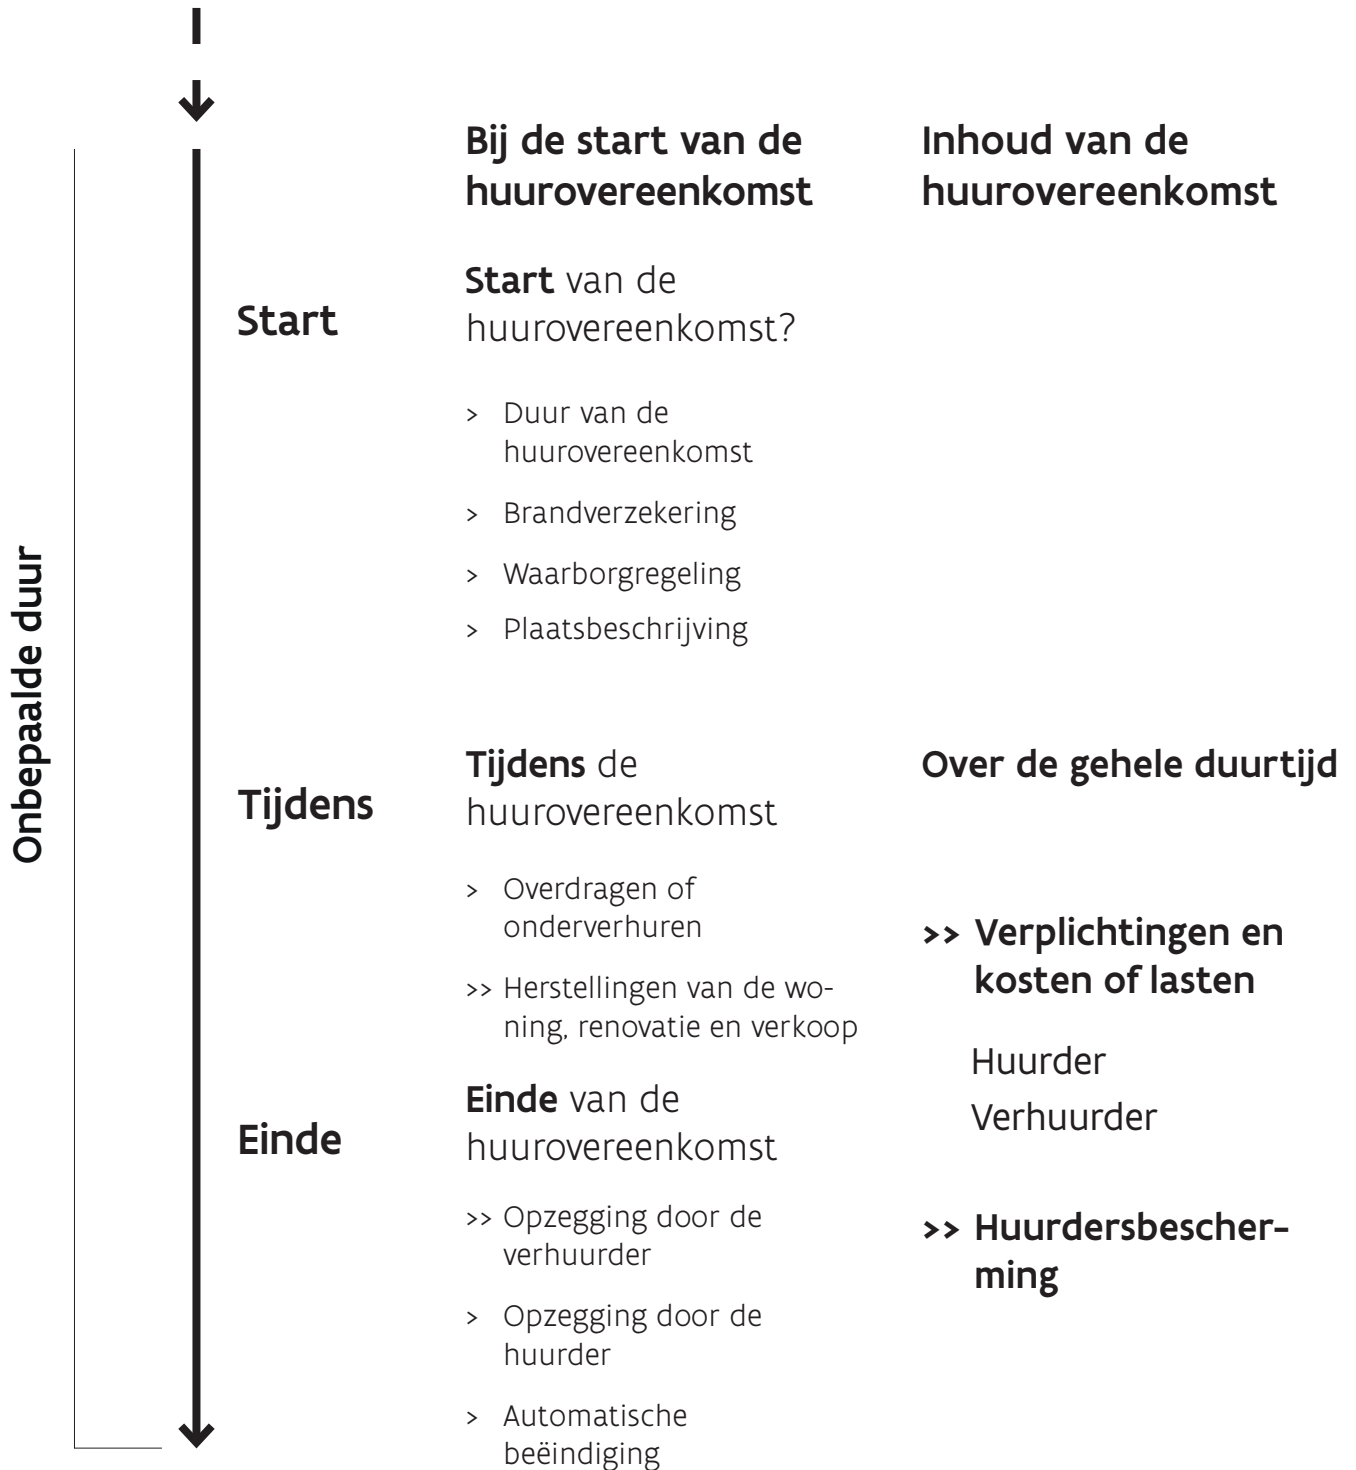 Onbepaalde duur
Bij de start van de
huurovereenkomst
Inhoud van de
huurovereenkomst
Start
Start van de
huurovereenkomst?
> Duur van de
huurovereenkomst
> Brandverzekering
> Waarborgregeling
> Plaatsbeschrijving
Tijdens
Tijdens de
huurovereenkomst
> Overdragen of
onderverhuren
>> Herstellingen van de wo-
ning, renovatie en verkoop
Einde
Einde van de
huurovereenkomst
>> Opzegging door de
verhuurder
> Opzegging door de
huurder
> Automatische
beëindiging
Over de gehele duurtijd
>> Verplichtingen en
kosten of lasten
Huurder
Verhuurder
>> Huurdersbescher-
ming